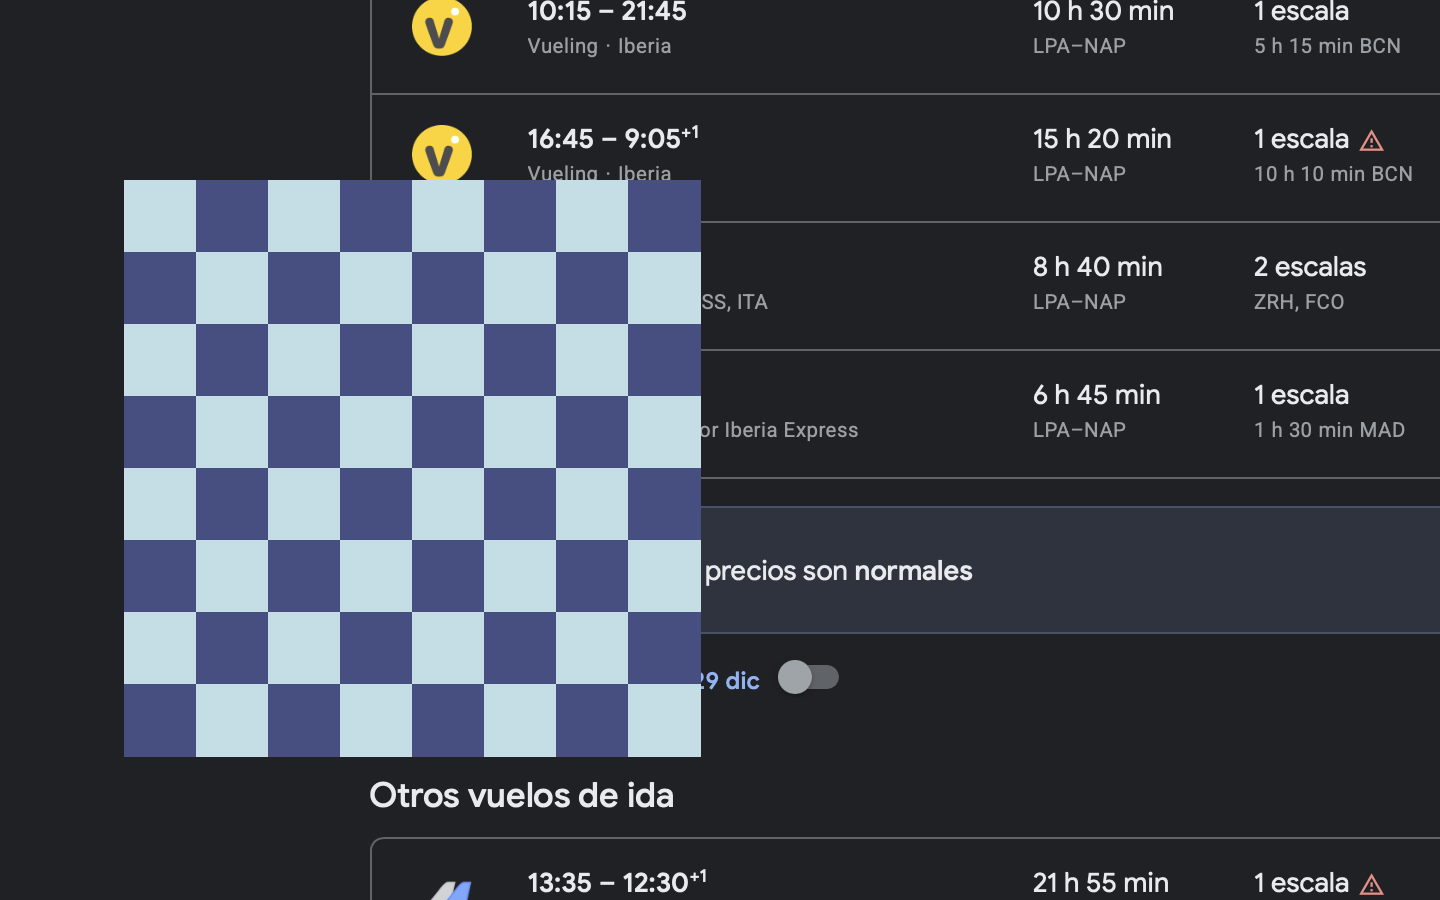 10:15 – 21:45
10 h 30 min
1 escala
Vueling · Iberia
LPA–NAP
5 h 15 min BCN
16:45 – 9:05+1
15 h 20 min
1 escala
Vueling · Iberia
LPA–NAP
10 h 10 min BCN
8 h 40 min
2 escalas
SS, ITA
LPA–NAP
ZRH, FCO
6 h 45 min
1 escala
or Iberia Express
LPA–NAP
1 h 30 min MAD
precios son normales
29 dic
Otros vuelos de ida
13:35 – 12:30+1
21 h 55 min
1 escala